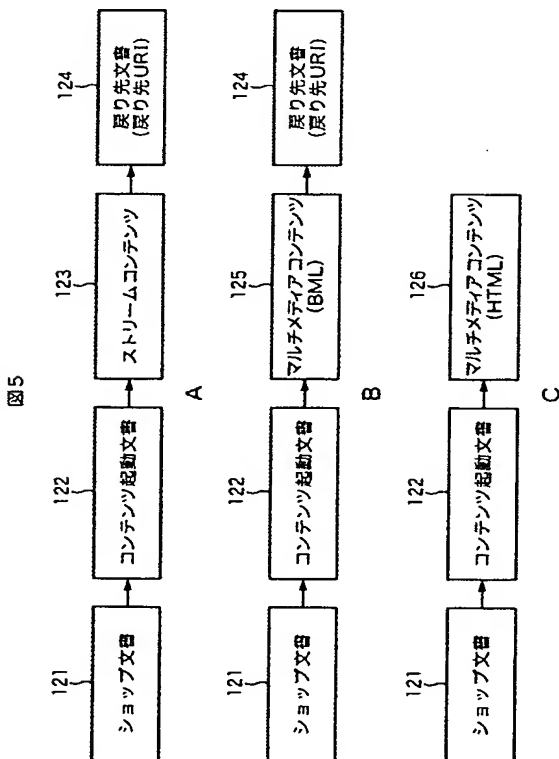 図5
121
ショップ文書
122
コンテンツ起動文書
123
ストリームコンテンツ
124
戻り先文書
(戻り先URI)
A
121
ショップ文書
122
コンテンツ起動文書
125
マルチメディアコンテンツ
(BML)
124
戻り先文書
(戻り先URI)
B
121
ショップ文書
122
コンテンツ起動文書
126
マルチメディアコンテンツ
(HTML)
C